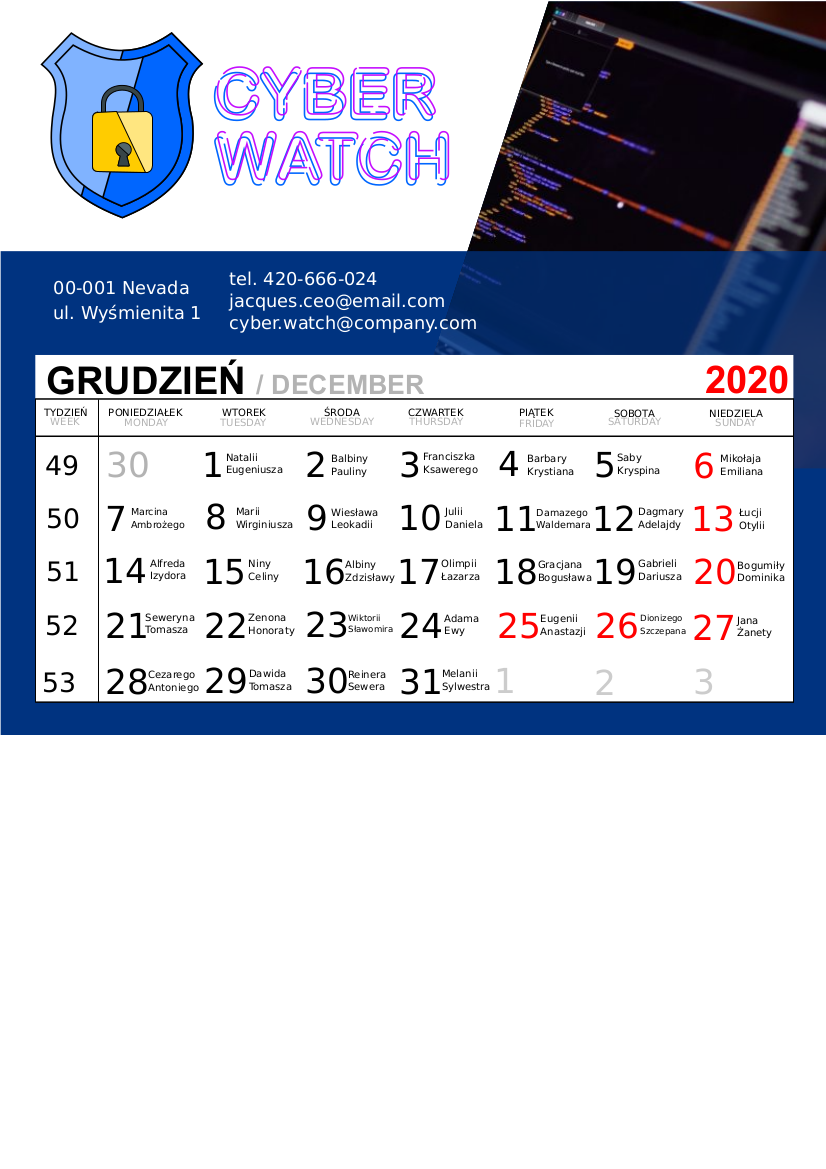 CYBER
WATCH
00-001 Nevada
ul. Wyśmienita 1
tel. 420-666-024
jacques.ceo@email.com
cyber.watch@company.com
GRUDZIEŃ / DECEMBER 2020
TYDZIEŃ PONIEDZIAŁEK WTOREK ŚRODA CZWARTEK PIĄTEK SOBOTA NIEDZIELA
WEEK MONDAY TUESDAY WEDNESDAY THURSDAY FRIDAY SATURDAY SUNDAY
49 30 1 Natalii Eugeniusza 2 Balbiny Pauliny 3 Franciszka Ksawerego 4 Barbary Krystiana 5 Saby Kryspina 6 Mikołaja Emiliana
50 7 Marcina Ambrożego 8 Marii Wirginiusza 9 Wiesława Leokadii 10 Julii Daniela 11 Damazego Waldemara 12 Dagmary Adelajdy 13 Łucji Otylii
51 14 Alfreda Izydora 15 Niny Celiny 16 Albiny Zdzisławy 17 Olimpii Łazarza 18 Gracjana Bogusława 19 Gabrieli Dariusza 20 Bogumiły Dominika
52 21 Seweryna Tomasza 22 Zenona Honoraty 23 Wiktorii Sławomira 24 Adama Ewy 25 Eugenii Anastazji 26 Dionizego Szczepana 27 Jana Żanety
53 28 Cezarego Antoniego 29 Dawida Tomasza 30 Reinera Sewera 31 Melanii Sylwestra 1 2 3